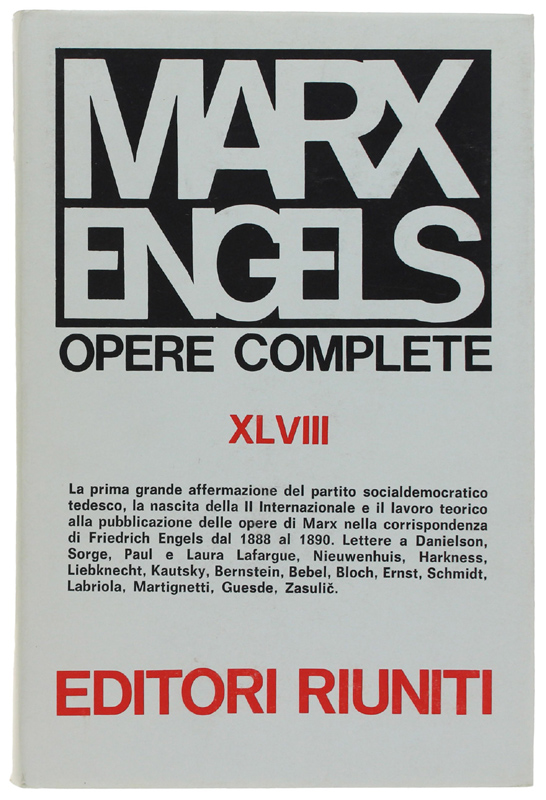 MARX
ENGELS
OPERE COMPLETE
XLVIII
La prima grande affermazione del partito socialdemocratico
tedesco, la nascita della II Internazionale e il lavoro teorico
alla pubblicazione delle opere di Marx nella corrispondenza
di Friedrich Engels dal 1888 al 1890. Lettere a Danielson,
Sorge, Paul e Laura Lafargue, Nieuwenhuis, Harkness,
Liebknecht, Kautsky, Bernstein, Bebel, Bloch, Ernst, Schmidt,
Labriola, Martignetti, Guesde, Zasulič.
EDITORI RIUNITI